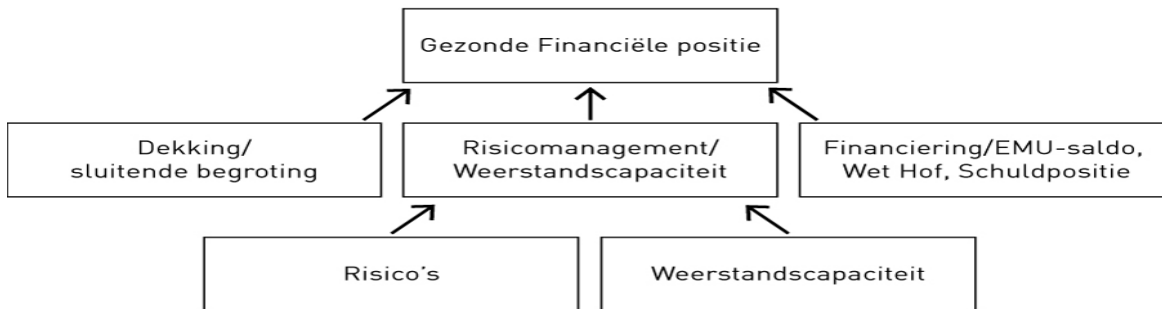 Gezonde Financiële positie
Dekking/
sluitende begroting
Risicomanagement/
Weerstandscapaciteit
Financiering/EMU-saldo,
Wet Hof, Schuldpositie
Risico's
Weerstandscapaciteit